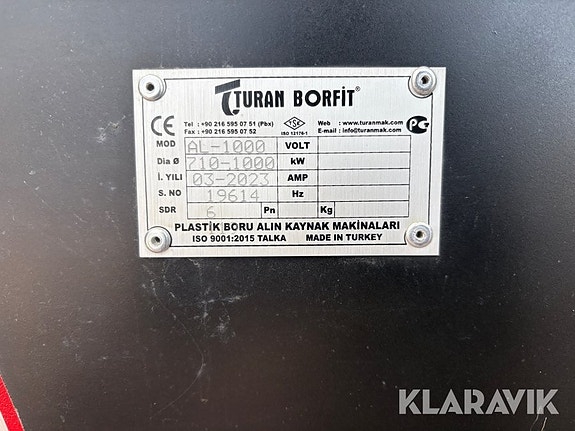 TURAN BORFİT®
CE Tel : +90 216 595 07 51 (Pbx) TSE Web : www.turanmak.com
Fax : +90 216 595 07 52 ISO 12176-1 E-mail : info@turanmak.com
MOD AL-1000 VOLT
Dia Ø 710-1000 kW
İ. YILI 03-2023 AMP
S. NO 19614 Hz
SDR 6 Pn Kg
PLASTİK BORU ALIN KAYNAK MAKİNALARI
ISO 9001:2015 TALKA MADE IN TURKEY
KLARAVIK